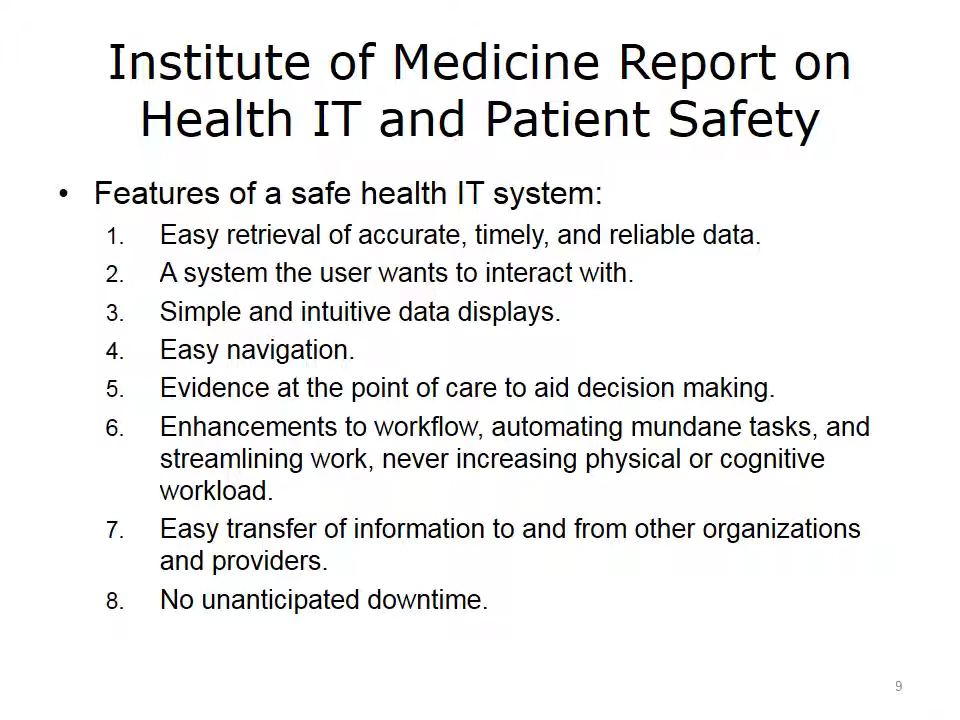 Institute of Medicine Report on
Health IT and Patient Safety
• Features of a safe health IT system:
1. Easy retrieval of accurate, timely, and reliable data.
2. A system the user wants to interact with.
3. Simple and intuitive data displays.
4. Easy navigation.
5. Evidence at the point of care to aid decision making.
6. Enhancements to workflow, automating mundane tasks, and
streamlining work, never increasing physical or cognitive
workload.
7. Easy transfer of information to and from other organizations
and providers.
8. No unanticipated downtime.
9